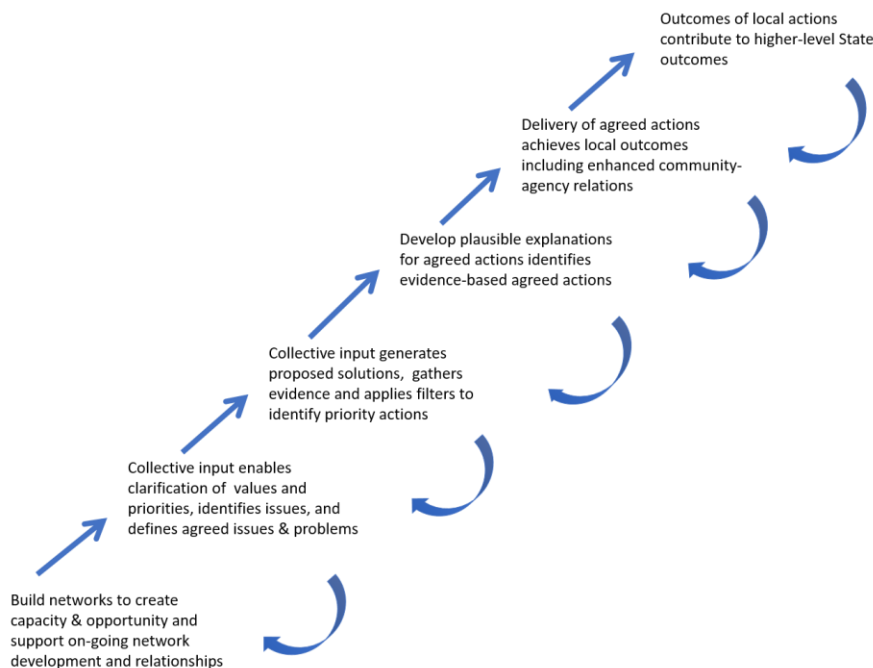 Outcomes of local actions
contribute to higher-level State
outcomes
Delivery of agreed actions
achieves local outcomes
including enhanced community-
agency relations
Develop plausible explanations
for agreed actions identifies
evidence-based agreed actions
Collective input generates
proposed solutions, gathers
evidence and applies filters to
identify priority actions
Collective input enables
clarification of values and
priorities, identifies issues, and
defines agreed issues & problems
Build networks to create
capacity & opportunity and
support on-going network
development and relationships